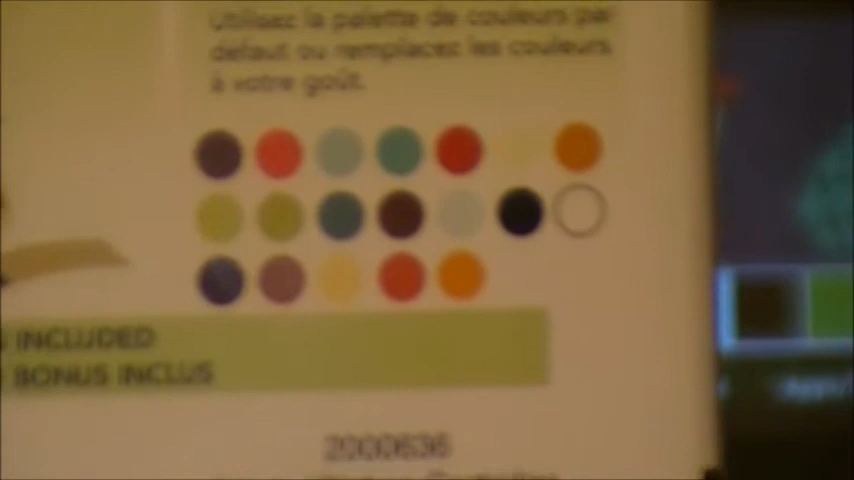 Utilisez la palette de couleurs par
défaut ou remplacez les couleurs
à votre goût.
INCLUDED
BONUS INCLUS
2000636